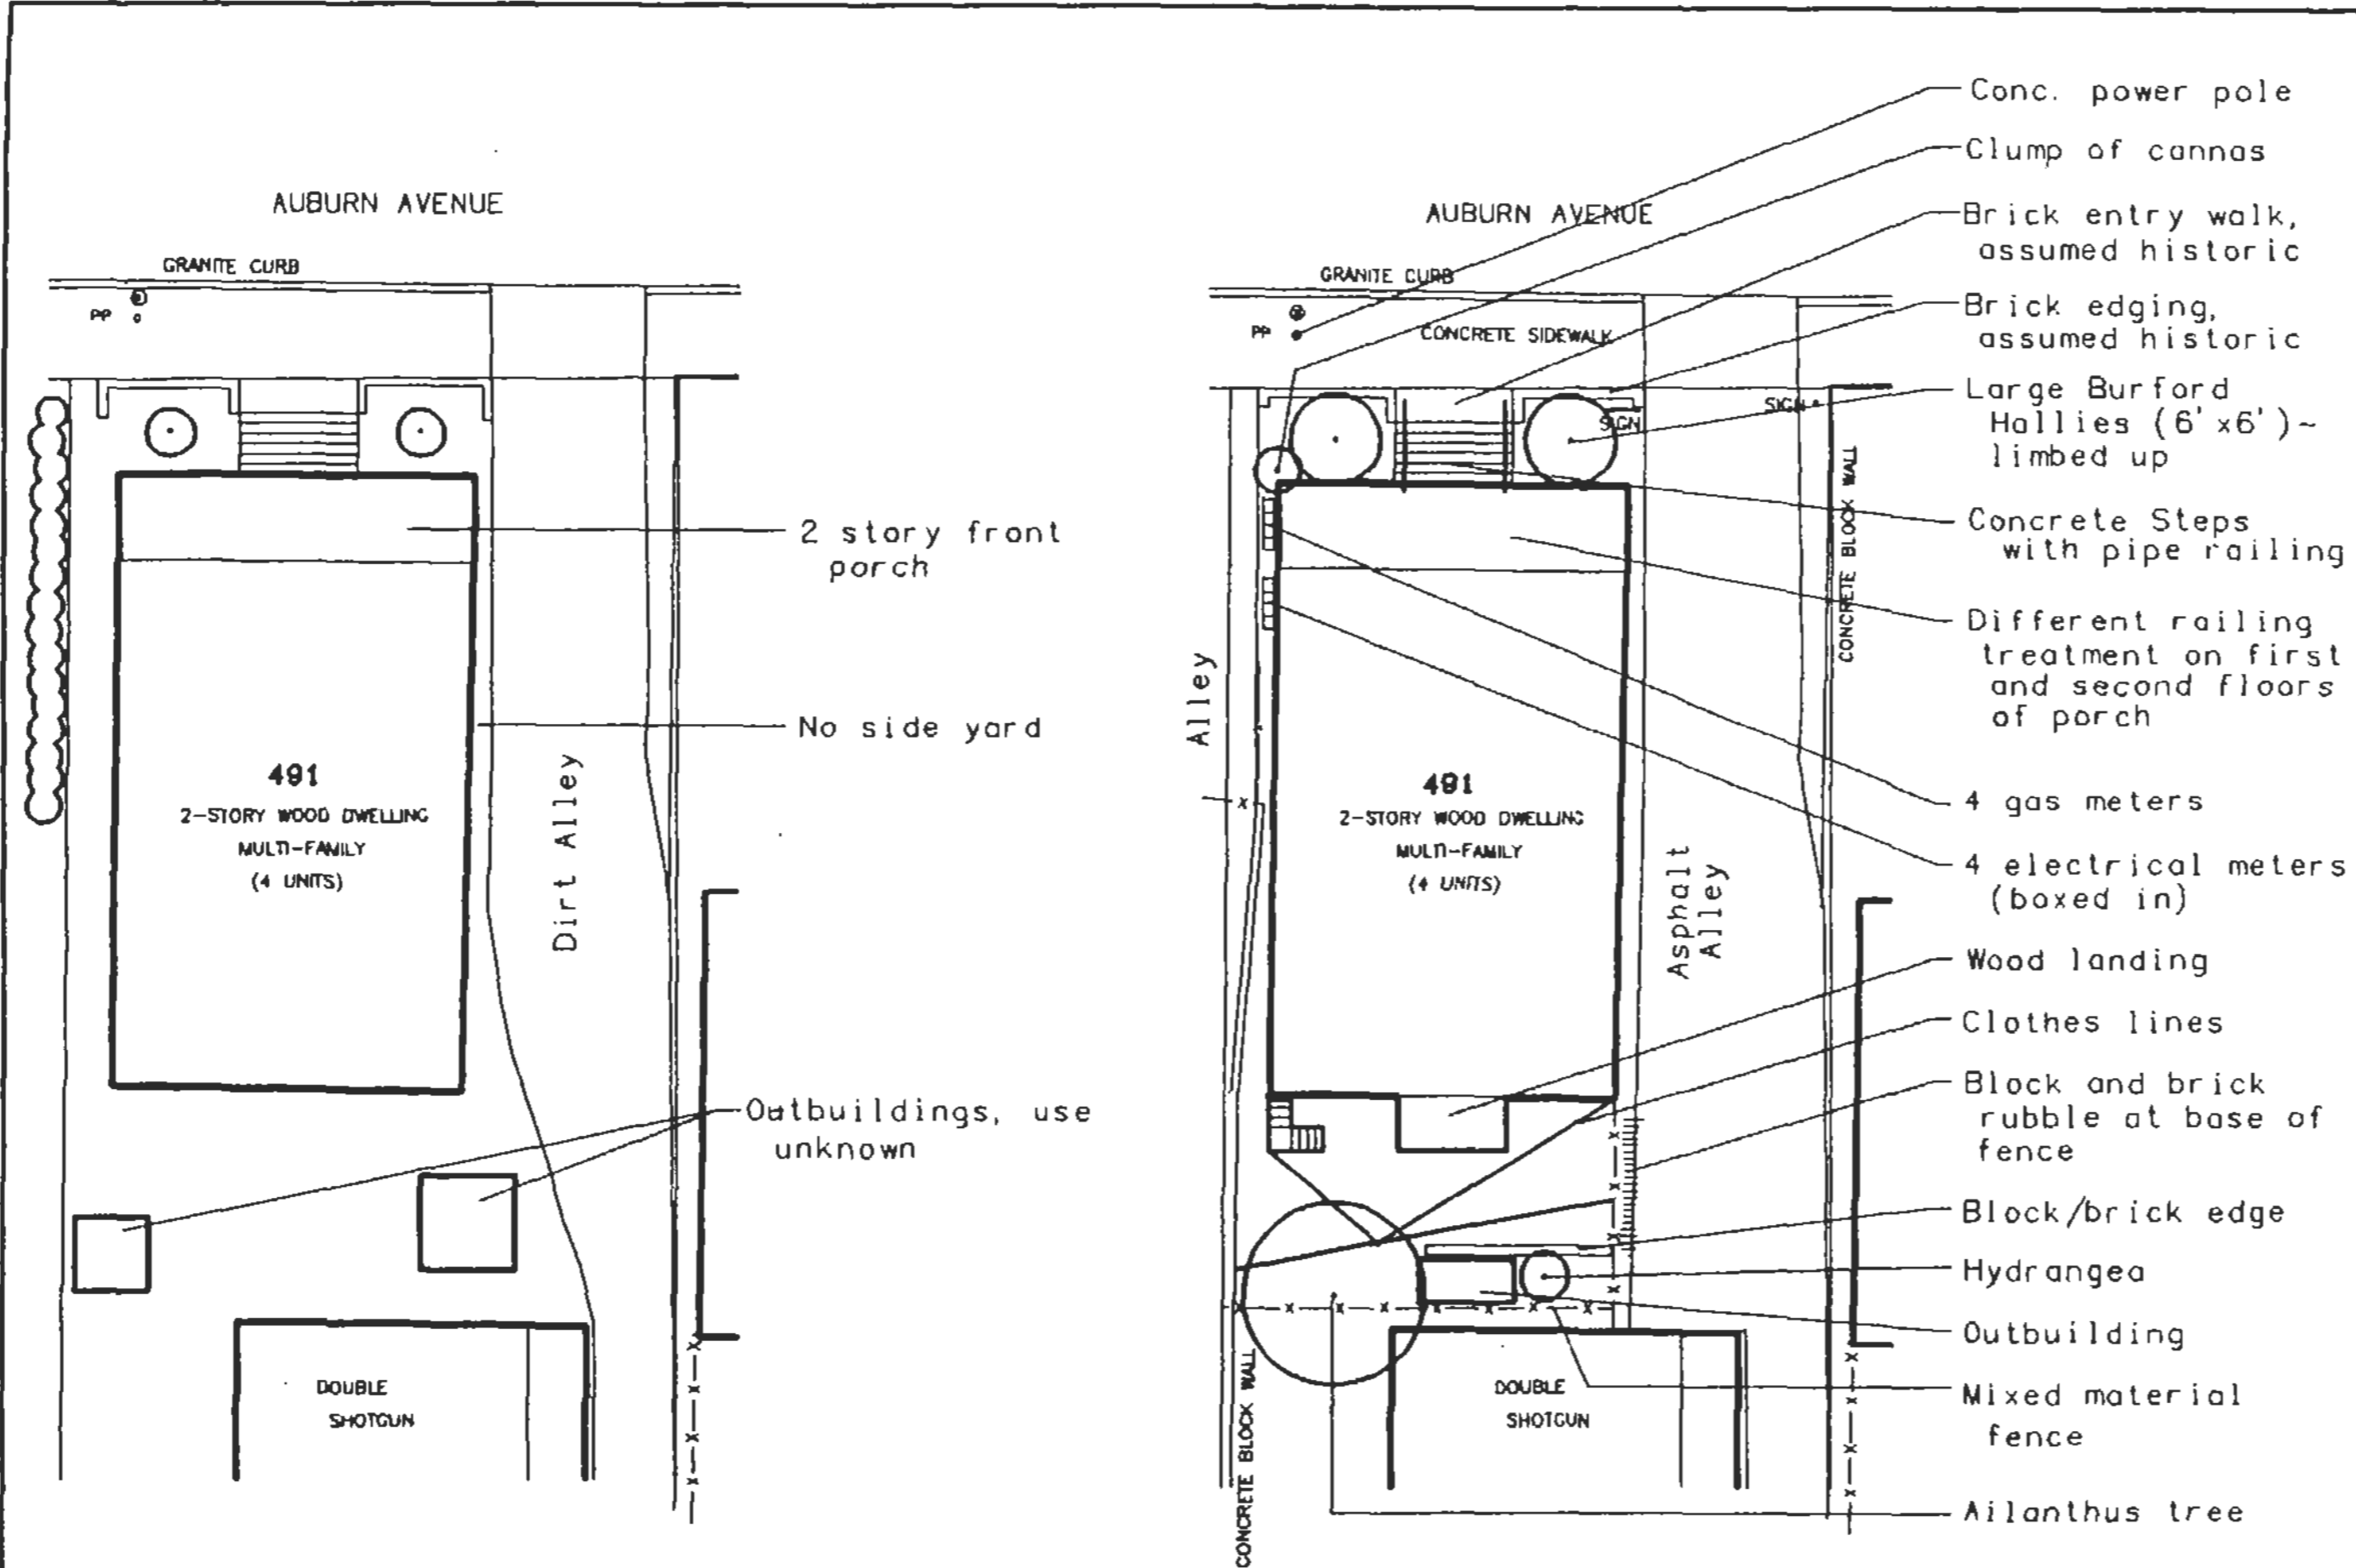 AUBURN AVENUE
GRANITE CURB
PP
2 story front
porch
No side yard
491
2-STORY WOOD DWELLING
MULTI-FAMILY
(4 UNITS)
Dirt Alley
Outbuildings, use
unknown
DOUBLE
SHOTGUN
AUBURN AVENUE
GRANITE CURB
PP
CONCRETE SIDEWALK
SIGN
SIGN
CONCRETE BLOCK WALL
Alley
491
2-STORY WOOD DWELLING
MULTI-FAMILY
(4 UNITS)
Asphalt
Alley
CONCRETE BLOCK WALL
DOUBLE
SHOTGUN
Conc. power pole
Clump of cannas
Brick entry walk,
assumed historic
Brick edging,
assumed historic
Large Burford
Hollies (6'x6')~
limbed up
Concrete Steps
with pipe railing
Different railing
treatment on first
and second floors
of porch
4 gas meters
4 electrical meters
(boxed in)
Wood landing
Clothes lines
Block and brick
rubble at base of
fence
Block/brick edge
Hydrangea
Outbuilding
Mixed material
fence
Ailanthus tree